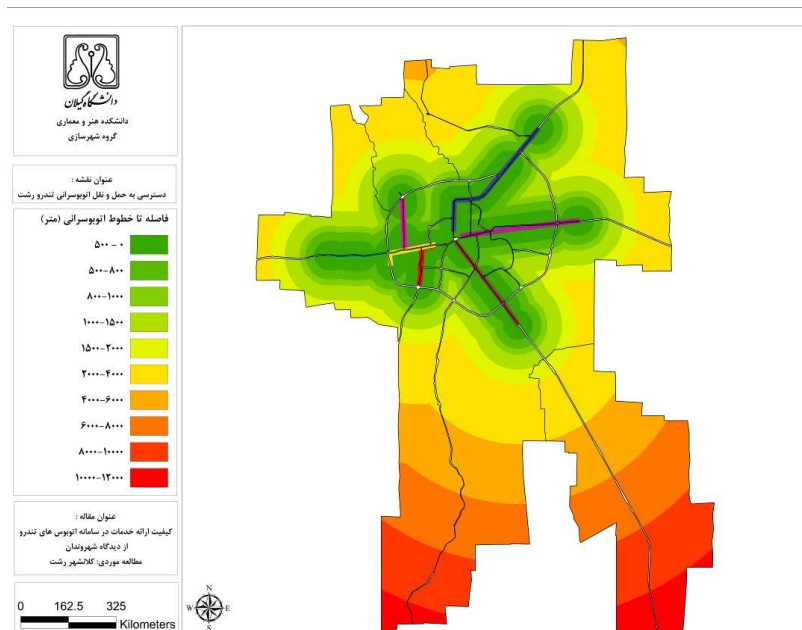 دانشگاه گیلان
دانشکده هنر و معماری
گروه شهرسازی
عنوان نقشه :
دسترسی به حمل و نقل اتوبوسرانی تندرو رشت
فاصله تا خطوط اتوبوسرانی (متر)
۰ - ۵۰۰
۵۰۰-۸۰۰
۸۰۰-۱۰۰۰
۱۰۰۰-۱۵۰۰
۱۵۰۰-۲۰۰۰
۲۰۰۰-۴۰۰۰
۴۰۰۰-۶۰۰۰
۶۰۰۰-۸۰۰۰
۸۰۰۰-۱۰۰۰۰
۱۰۰۰۰-۱۲۰۰۰
عنوان مقاله :
کیفیت ارائه خدمات در سامانه اتوبوس های تندرو
از دیدگاه شهروندان
مطالعه موردی: کلانشهر رشت
0 162.5 325
Kilometers
N
W E
S